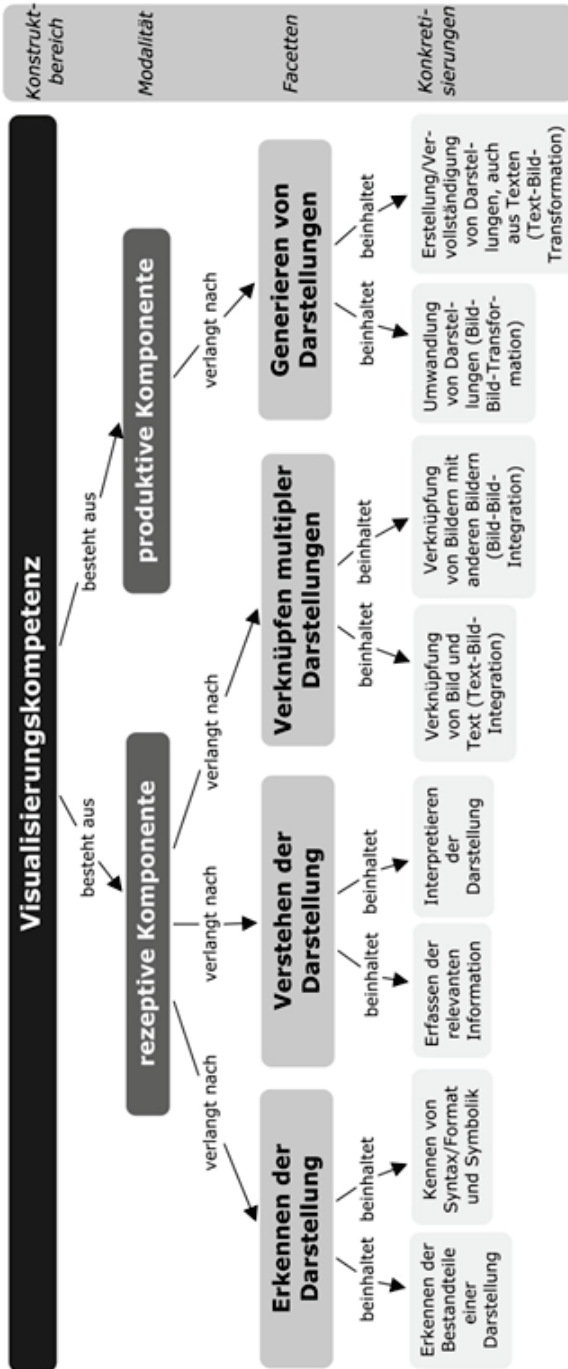 Visualisierungskompetenz
Konstrukt-
bereich
besteht aus
besteht aus
rezeptive Komponente
produktive Komponente
Modalität
verlangt nach
verlangt nach
verlangt nach
verlangt nach
Erkennen der
Darstellung
Verstehen der
Darstellung
Verknüpfen multipler
Darstellungen
Generieren von
Darstellungen
Facetten
beinhaltet
beinhaltet
beinhaltet
beinhaltet
beinhaltet
beinhaltet
beinhaltet
beinhaltet
Erkennen der
Bestandteile
einer
Darstellung
Kennen von
Syntax/Format
und Symbolik
Erfassen der
relevanten
Information
Interpretieren
der
Darstellung
Verknüpfung
von Bild und
Text (Text-Bild-
Integration)
Verknüpfung
von Bildern mit
anderen Bildern
(Bild-Bild-
Integration)
Umwandlung
von Darstel-
lungen (Bild-
Bild-Transfor-
mation)
Erstellung/Ver-
vollständigung
von Darstel-
lungen, auch
aus Texten
(Text-Bild-
Transformation)
Konkreti-
sierungen